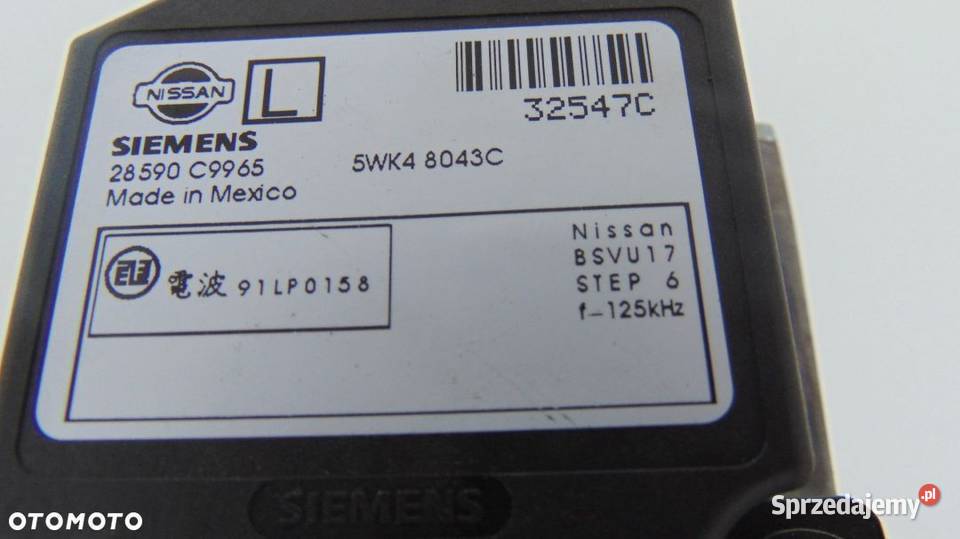 NISSAN
L
32547C
SIEMENS
28590 C9965
5WK4 8043C
Made in Mexico
電波 91LP0158
Nissan
BSVU17
STEP 6
f-125kHz
SIEMENS
OTOMOTO
Sprzedajemy.pl